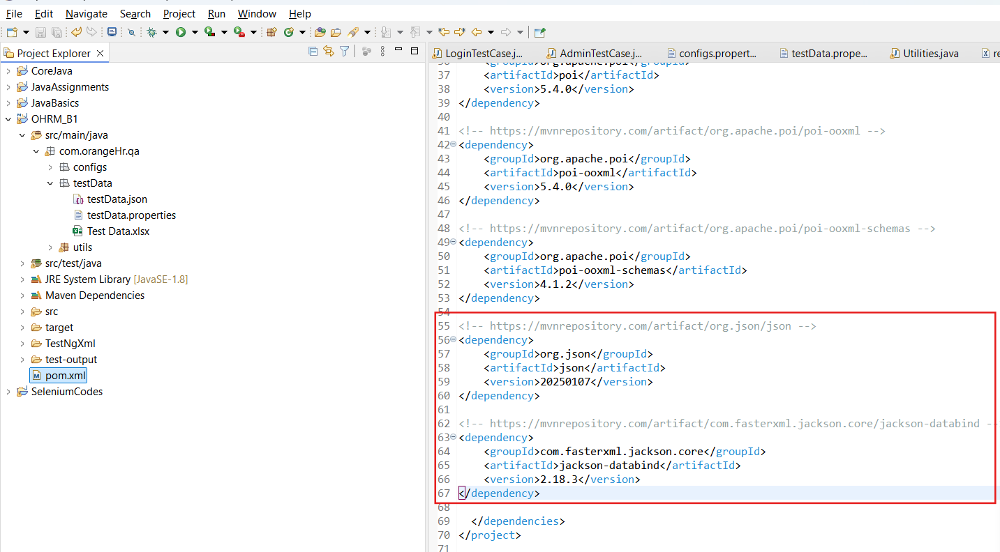 File Edit Navigate Search Project Run Window Help
Project Explorer
CoreJava
JavaAssignments
JavaBasics
OHRM_B1
src/main/java
com.orangeHr.qa
configs
testData
testData.json
testData.properties
Test Data.xlsx
utils
src/test/java
JRE System Library [JavaSE-1.8]
Maven Dependencies
src
target
TestNgXml
test-output
pom.xml
SeleniumCodes
LoginTestCase.j... AdminTestCase.j... configs.propert... testData.prope... Utilities.java re
36 <groupId>org.apache.poi</groupId>
37 <artifactId>poi</artifactId>
38 <version>5.4.0</version>
39 </dependency>
40
41 <!-- https://mvnrepository.com/artifact/org.apache.poi/poi-ooxml -->
42 <dependency>
43 <groupId>org.apache.poi</groupId>
44 <artifactId>poi-ooxml</artifactId>
45 <version>5.4.0</version>
46 </dependency>
47
48 <!-- https://mvnrepository.com/artifact/org.apache.poi/poi-ooxml-schemas -->
49 <dependency>
50 <groupId>org.apache.poi</groupId>
51 <artifactId>poi-ooxml-schemas</artifactId>
52 <version>4.1.2</version>
53 </dependency>
54
55 <!-- https://mvnrepository.com/artifact/org.json/json -->
56 <dependency>
57 <groupId>org.json</groupId>
58 <artifactId>json</artifactId>
59 <version>20250107</version>
60 </dependency>
61
62 <!-- https://mvnrepository.com/artifact/com.fasterxml.jackson.core/jackson-databind --
63 <dependency>
64 <groupId>com.fasterxml.jackson.core</groupId>
65 <artifactId>jackson-databind</artifactId>
66 <version>2.18.3</version>
67 </dependency>
68
69 </dependencies>
70 </project>
71